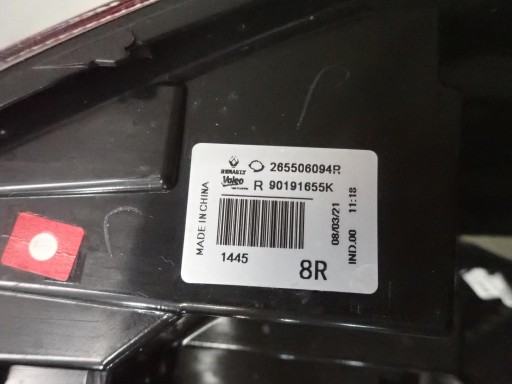 RENAULT
265506094R
Valeo
R 90191655K
MADE IN CHINA
1445
8R
08/03/21
IND.00 11:18